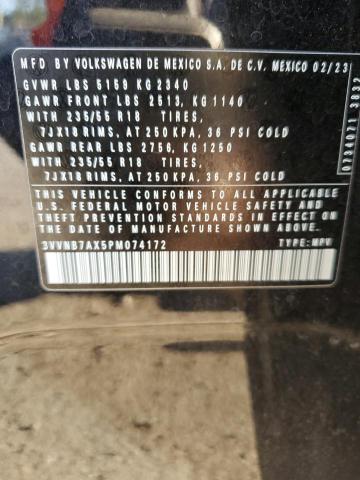 MFD BY VOLKSWAGEN DE MEXICO S.A. DE C.V. MEXICO 02/23
GVWR LBS 5159 KG 2340
GAWR FRONT LBS 2513, KG 1140
WITH 235/55 R18 TIRES,
7JX18 RIMS, AT 250 KPA, 36 PSI COLD
GAWR REAR LBS 2756, KG 1250
WITH 235/55 R18 TIRES,
7JX18 RIMS, AT 250 KPA, 36 PSI COLD
THIS VEHICLE CONFORMS TO ALL APPLICABLE
U.S. FEDERAL MOTOR VEHICLE SAFETY AND
THEFT PREVENTION STANDARDS IN EFFECT ON
THE DATE OF MANUFACTURE SHOWN ABOVE
3VVNB7AX5PM074172 TYPE: MPV